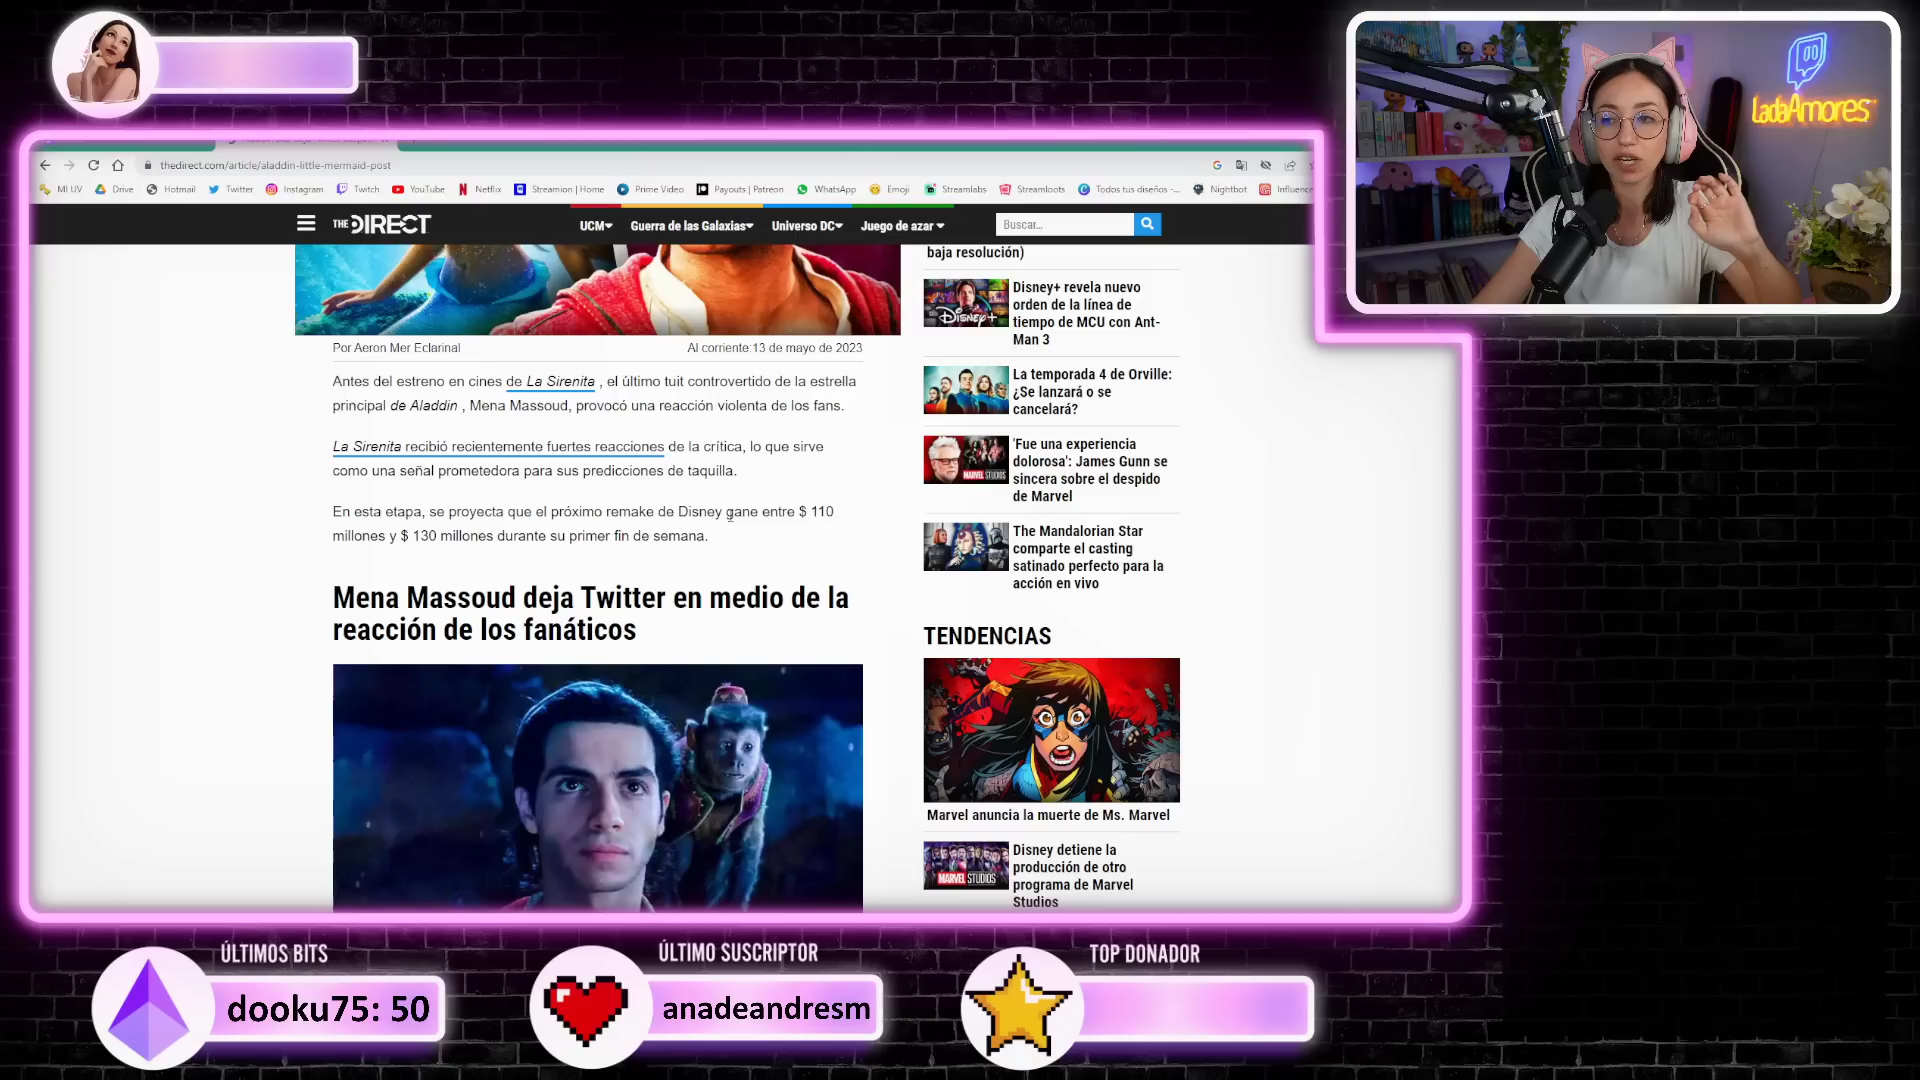 LadaAmores
thedirect.com/article/aladdin-little-mermaid-post
MI UV Drive Hotmail Twitter Instagram Twitch YouTube Netflix Streamion | Home Prime Video Payouts | Patreon WhatsApp Emoji Streamlabs Streamloots Todos tus diseños -... Nightbot Influence
THE DIRECT UCM Guerra de las Galaxias Universo DC Juego de azar Buscar...
Por Aeron Mer Eclarinal Al corriente:13 de mayo de 2023
Antes del estreno en cines de La Sirenita , el último tuit controvertido de la estrella
principal de Aladdin , Mena Massoud, provocó una reacción violenta de los fans.
La Sirenita recibió recientemente fuertes reacciones de la crítica, lo que sirve
como una señal prometedora para sus predicciones de taquilla.
En esta etapa, se proyecta que el próximo remake de Disney gane entre $ 110
millones y $ 130 millones durante su primer fin de semana.
Mena Massoud deja Twitter en medio de la
reacción de los fanáticos
baja resolución)
Disney+
Disney+ revela nuevo
orden de la línea de
tiempo de MCU con Ant-
Man 3
La temporada 4 de Orville:
¿Se lanzará o se
cancelará?
MARVEL STUDIOS
'Fue una experiencia
dolorosa': James Gunn se
sincera sobre el despido
de Marvel
The Mandalorian Star
comparte el casting
satinado perfecto para la
acción en vivo
TENDENCIAS
Marvel anuncia la muerte de Ms. Marvel
MARVEL STUDIOS
Disney detiene la
producción de otro
programa de Marvel
Studios
ÚLTIMOS BITS
dooku75: 50
ÚLTIMO SUSCRIPTOR
anadeandresm
TOP DONADOR